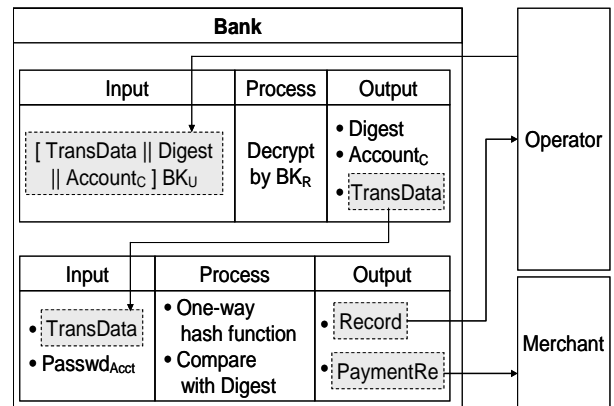 Bank
Input Process Output
[ TransData || Digest
|| AccountC ] BKU
Decrypt
by BKR
• Digest
• AccountC
• TransData
Operator
Input Process Output
• TransData
• PasswdAcct
• One-way
hash function
• Compare
with Digest
• Record
• PaymentRe
Merchant